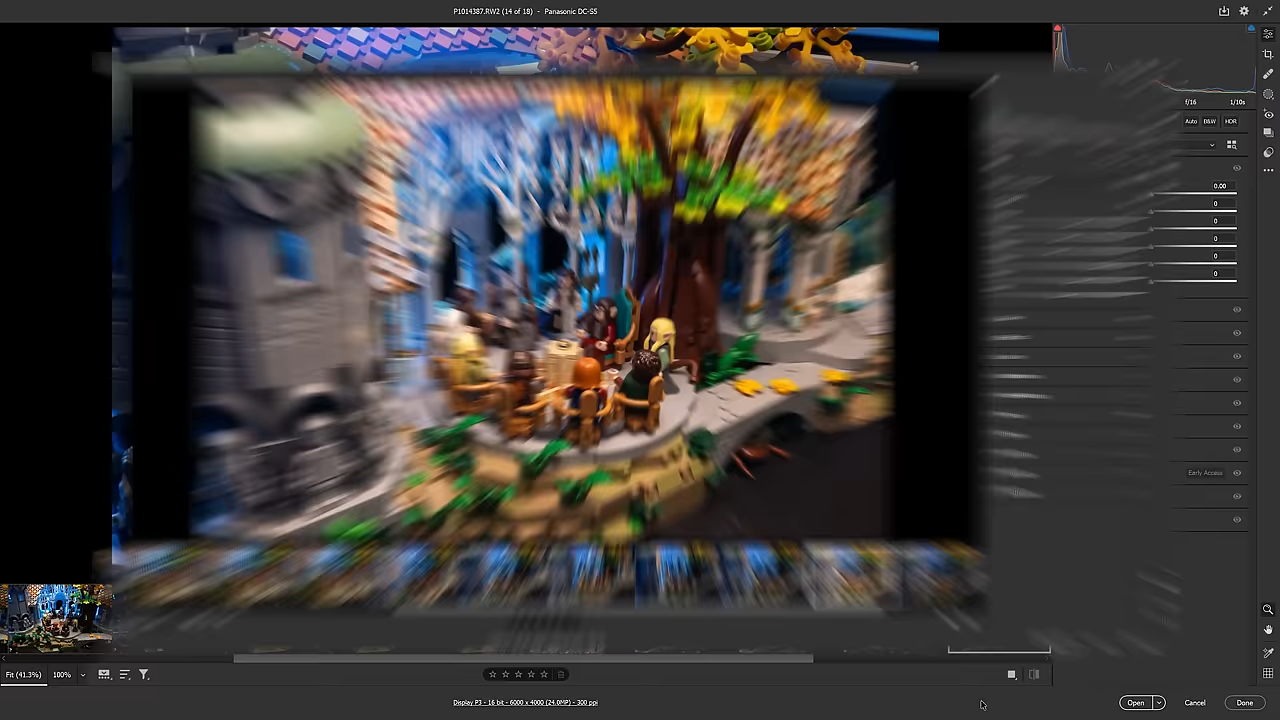 P1014387.RW2 (14 of 18) - Panasonic DC-S5
f/16 1/10s
Auto B&W HDR
0.00
0
0
0
0
0
Early Access
Fit (41.3%) 100%
Display P3 - 16 bit - 6000 x 4000 (24.0MP) - 300 ppi
Open Cancel Done